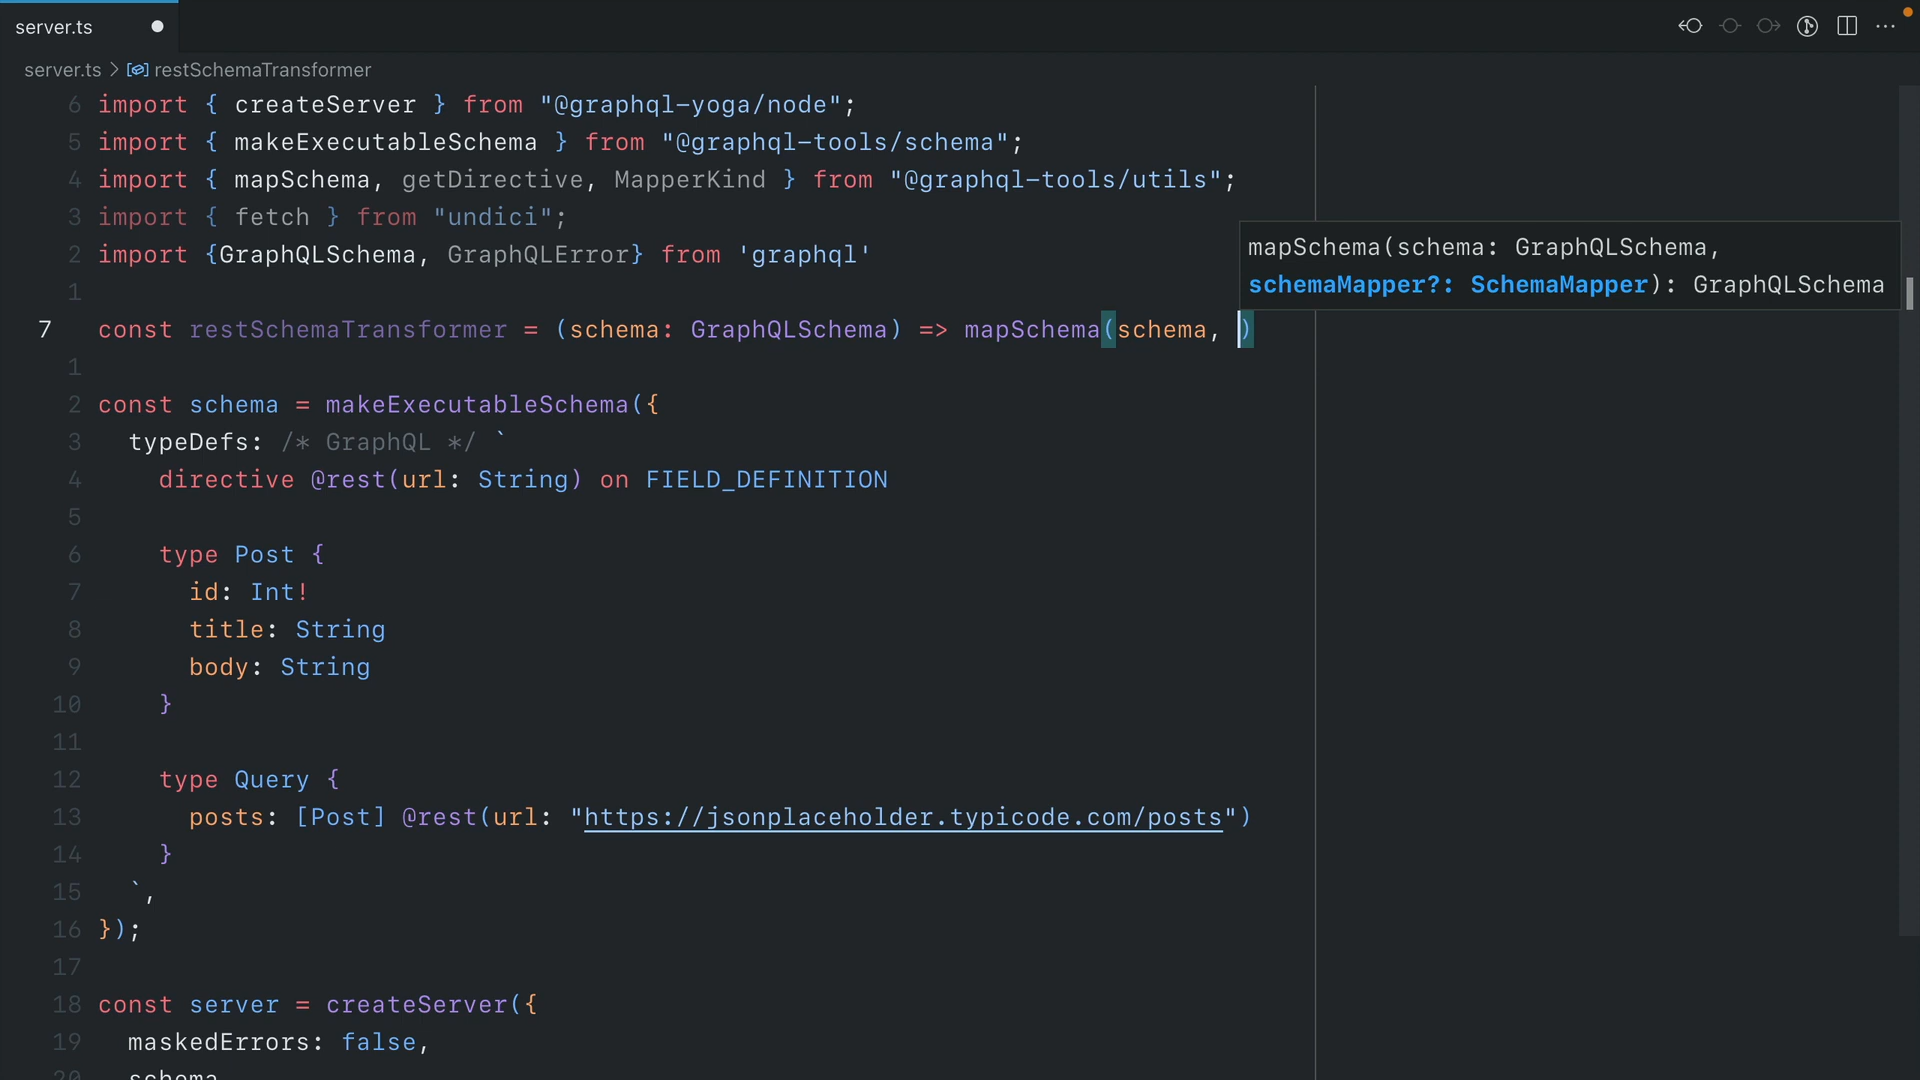 server.ts
server.ts > restSchemaTransformer
6 import { createServer } from "@graphql-yoga/node";
5 import { makeExecutableSchema } from "@graphql-tools/schema";
4 import { mapSchema, getDirective, MapperKind } from "@graphql-tools/utils";
3 import { fetch } from "undici";
2 import {GraphQLSchema, GraphQLError} from 'graphql'
mapSchema(schema: GraphQLSchema,
schemaMapper?: SchemaMapper): GraphQLSchema
1
7 const restSchemaTransformer = (schema: GraphQLSchema) => mapSchema(schema, )
1
2 const schema = makeExecutableSchema({
3   typeDefs: /* GraphQL */ `
4     directive @rest(url: String) on FIELD_DEFINITION
5
6     type Post {
7       id: Int!
8       title: String
9       body: String
10     }
11
12     type Query {
13       posts: [Post] @rest(url: "https://jsonplaceholder.typicode.com/posts")
14     }
15   `,
16 });
17
18 const server = createServer({
19   maskedErrors: false,
20   schema